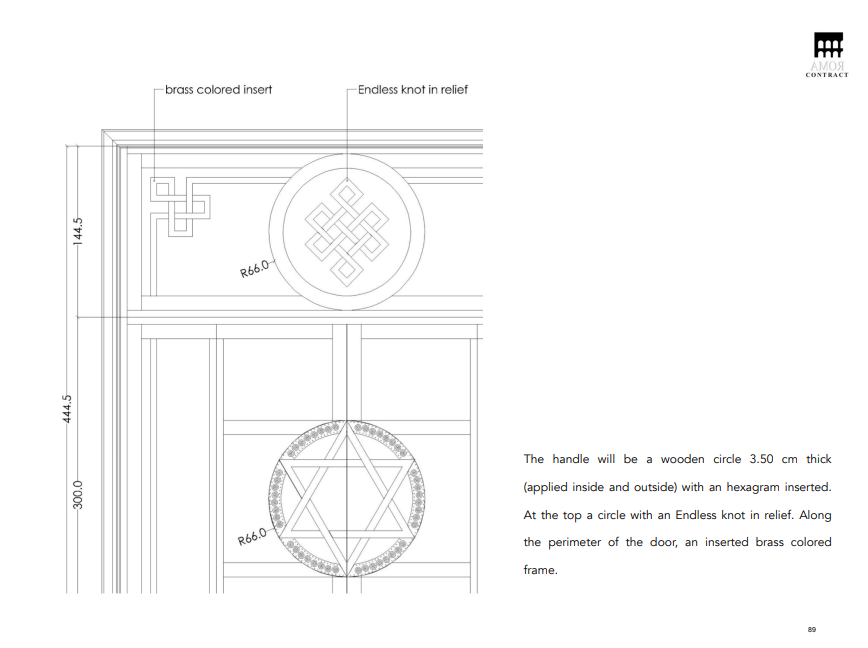 AMOR
CONTRACT
brass colored insert
Endless knot in relief
144.5
R66.0
444.5
300.0
R66.0
The handle will be a wooden circle 3.50 cm thick
(applied inside and outside) with an hexagram inserted.
At the top a circle with an Endless knot in relief. Along
the perimeter of the door, an inserted brass colored
frame.
89